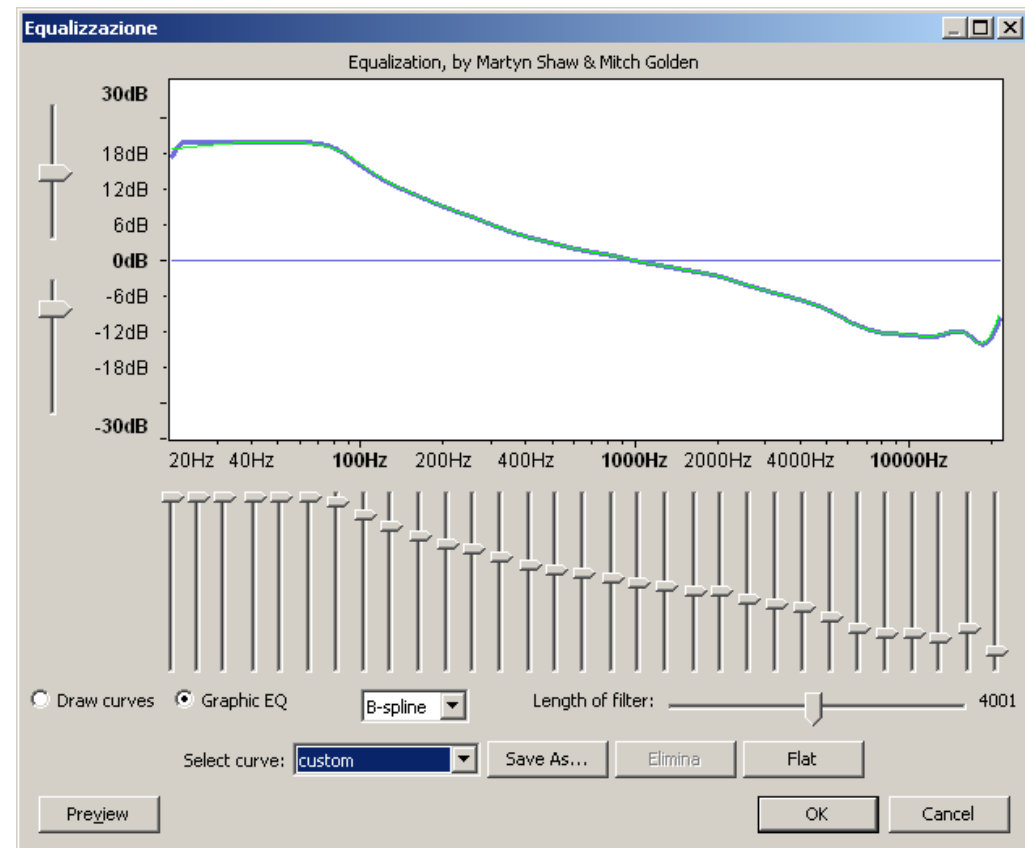 Equalizzazione
Equalization, by Martyn Shaw & Mitch Golden
30dB
18dB
12dB
6dB
0dB
-6dB
-12dB
-18dB
-30dB
20Hz 40Hz 100Hz 200Hz 400Hz 1000Hz 2000Hz 4000Hz 10000Hz
Draw curves Graphic EQ B-spline Length of filter: 4001
Select curve: custom Save As... Elimina Flat
Preview OK Cancel